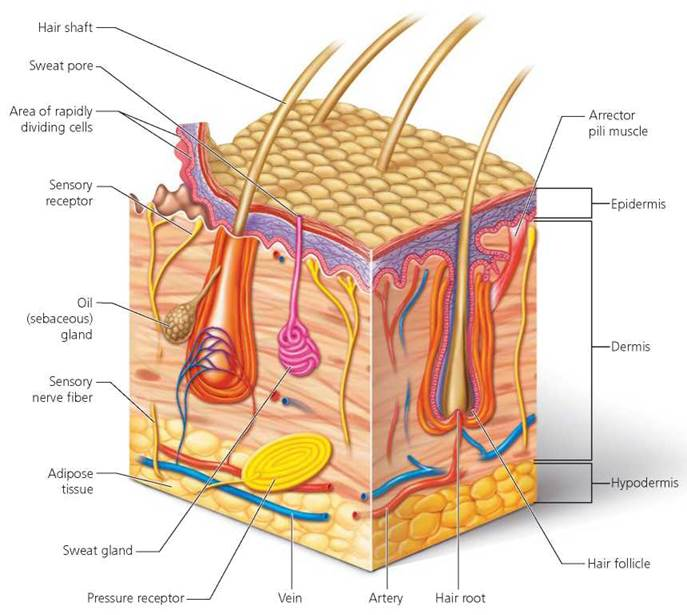 Hair shaft
Sweat pore
Area of rapidly
dividing cells
Sensory
receptor
Oil
(sebaceous)
gland
Sensory
nerve fiber
Adipose
tissue
Sweat gland
Pressure receptor
Vein
Artery
Hair root
Hair follicle
Hypodermis
Dermis
Epidermis
Arrector
pili muscle